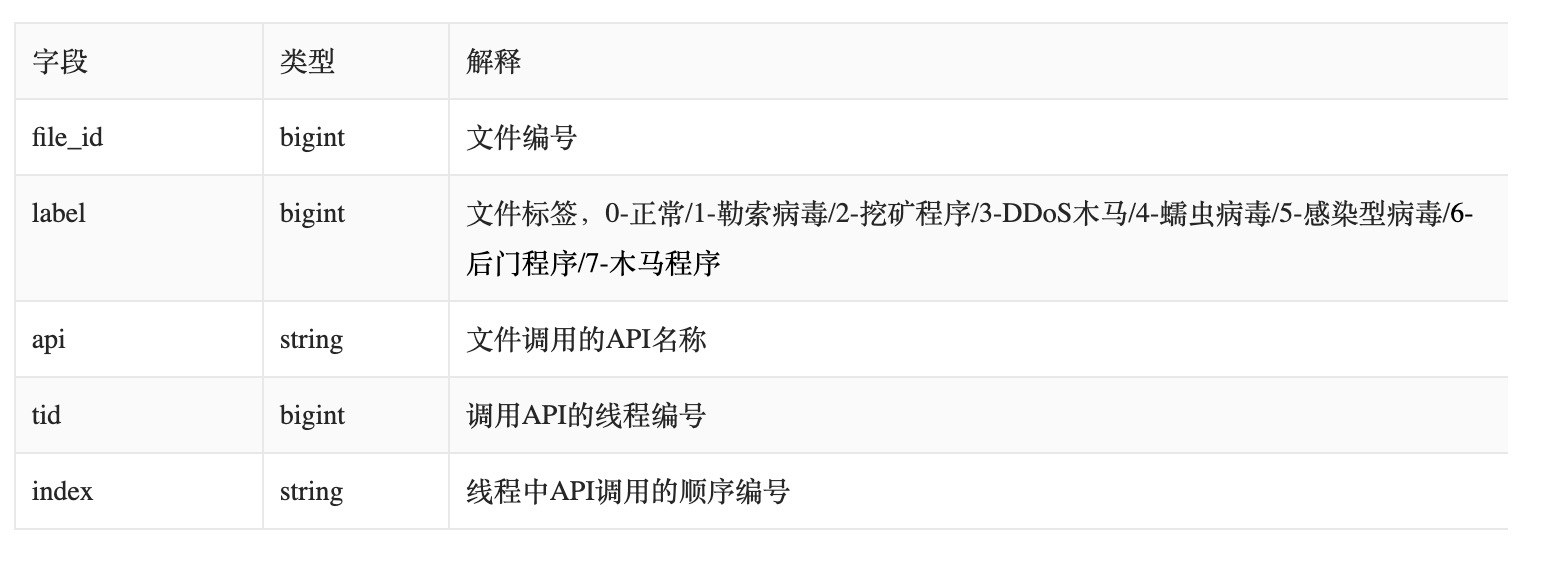 字段 类型 解释
file_id bigint 文件编号
label bigint 文件标签，0-正常/1-勒索病毒/2-挖矿程序/3-DDoS木马/4-蠕虫病毒/5-感染型病毒/6-
后门程序/7-木马程序
api string 文件调用的API名称
tid bigint 调用API的线程编号
index string 线程中API调用的顺序编号